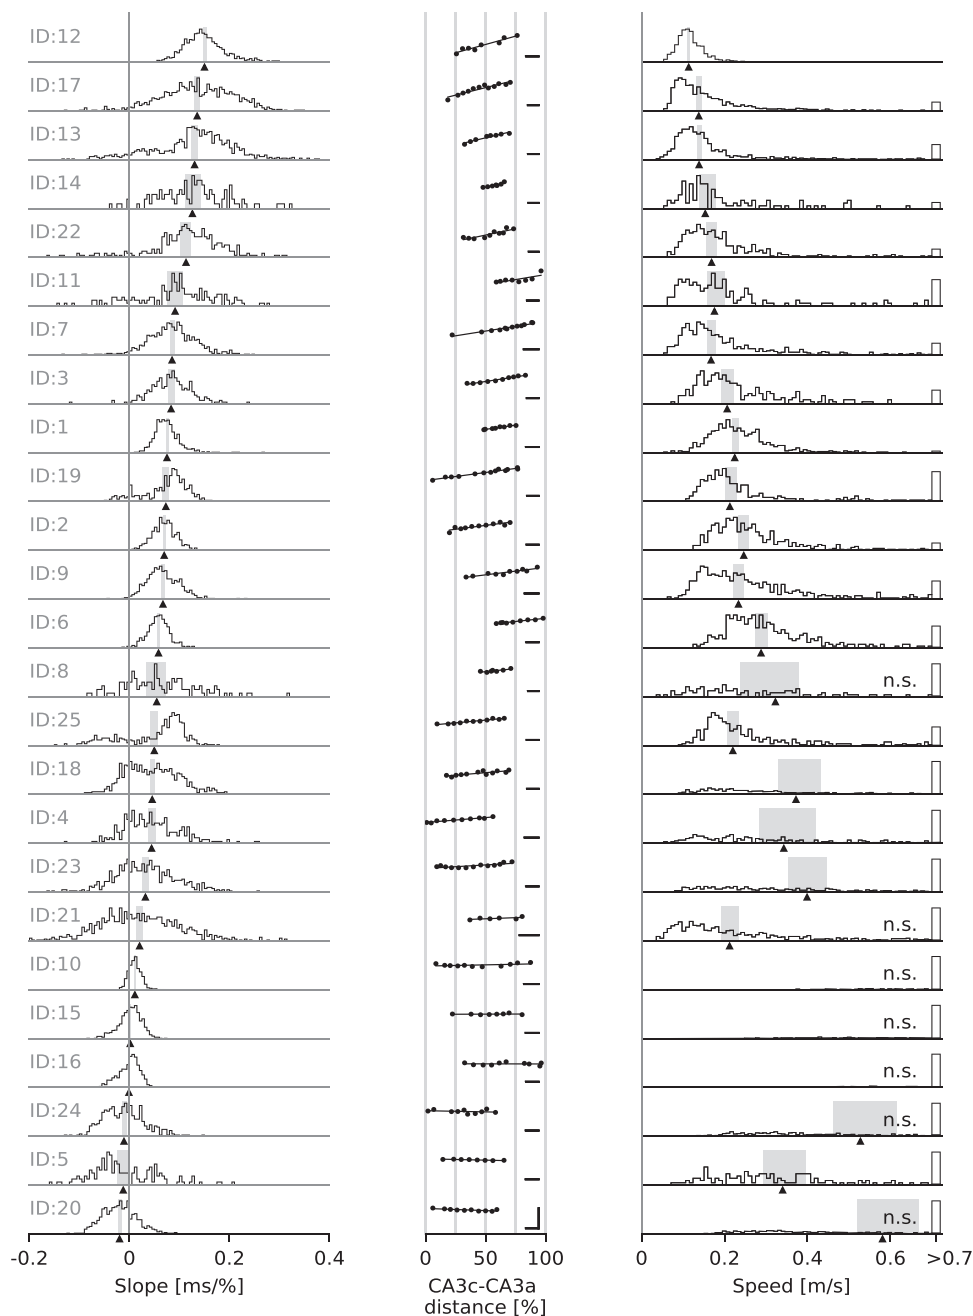 ID:12
ID:17
ID:13
ID:14
ID:22
ID:11
ID:7
ID:3
ID:1
ID:19
ID:2
ID:9
ID:6
ID:8 n.s.
ID:25
ID:18
ID:4
ID:23
ID:21 n.s.
ID:10 n.s.
ID:15 n.s.
ID:16 n.s.
ID:24 n.s.
ID:5
ID:20 n.s.
-0.2 0 0.2 0.4 0 50 100 0 0.2 0.4 0.6 >0.7
Slope [ms/%] CA3c-CA3a Speed [m/s]
distance [%]